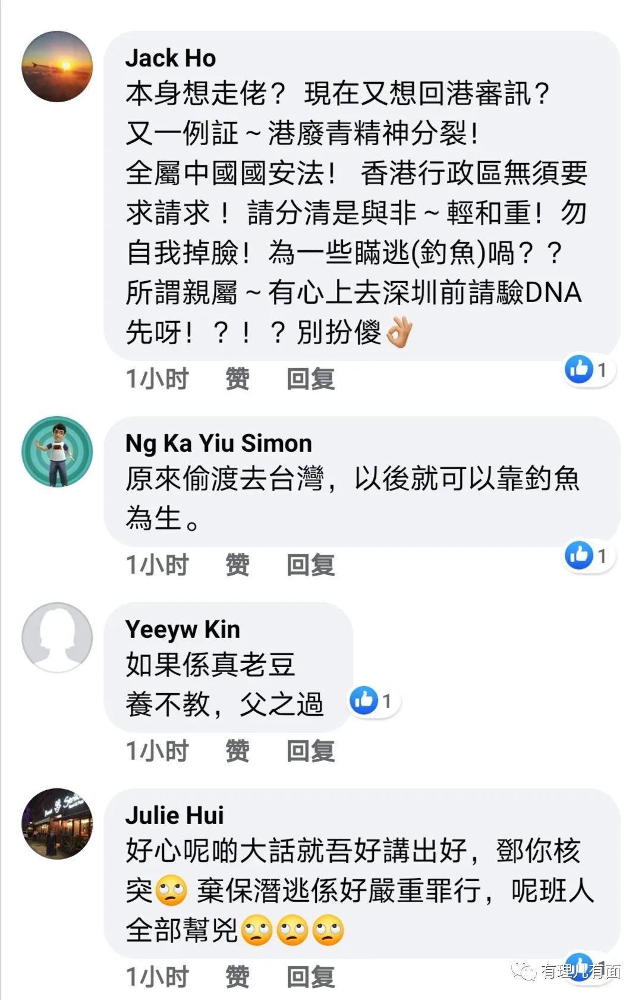 Jack Ho
本身想走佬？ 現在又想回港審訊？
又一例証～港廢青精神分裂！
全屬中國國安法！ 香港行政區無須要
求請求！ 請分清是與非～輕和重！勿
自我掉臉！為一些瞞逃(釣魚)喎？？
所謂親屬～有心上去深圳前請驗DNA
先呀！？！？別扮傻👌🏼
1小时 赞 回复
1
Ng Ka Yiu Simon
原來偷渡去台灣，以後就可以靠釣魚
為生。
1小时 赞 回复
1
Yeeyw Kin
如果係真老豆
養不教，父之過
1
1小时 赞 回复
Julie Hui
好心呢啲大話就吾好講出好，鄧你核
突🙄 棄保潛逃係好嚴重罪行，呢班人
全部幫兇🙄🙄🙄
1小时 赞 回复
1
有理儿有面